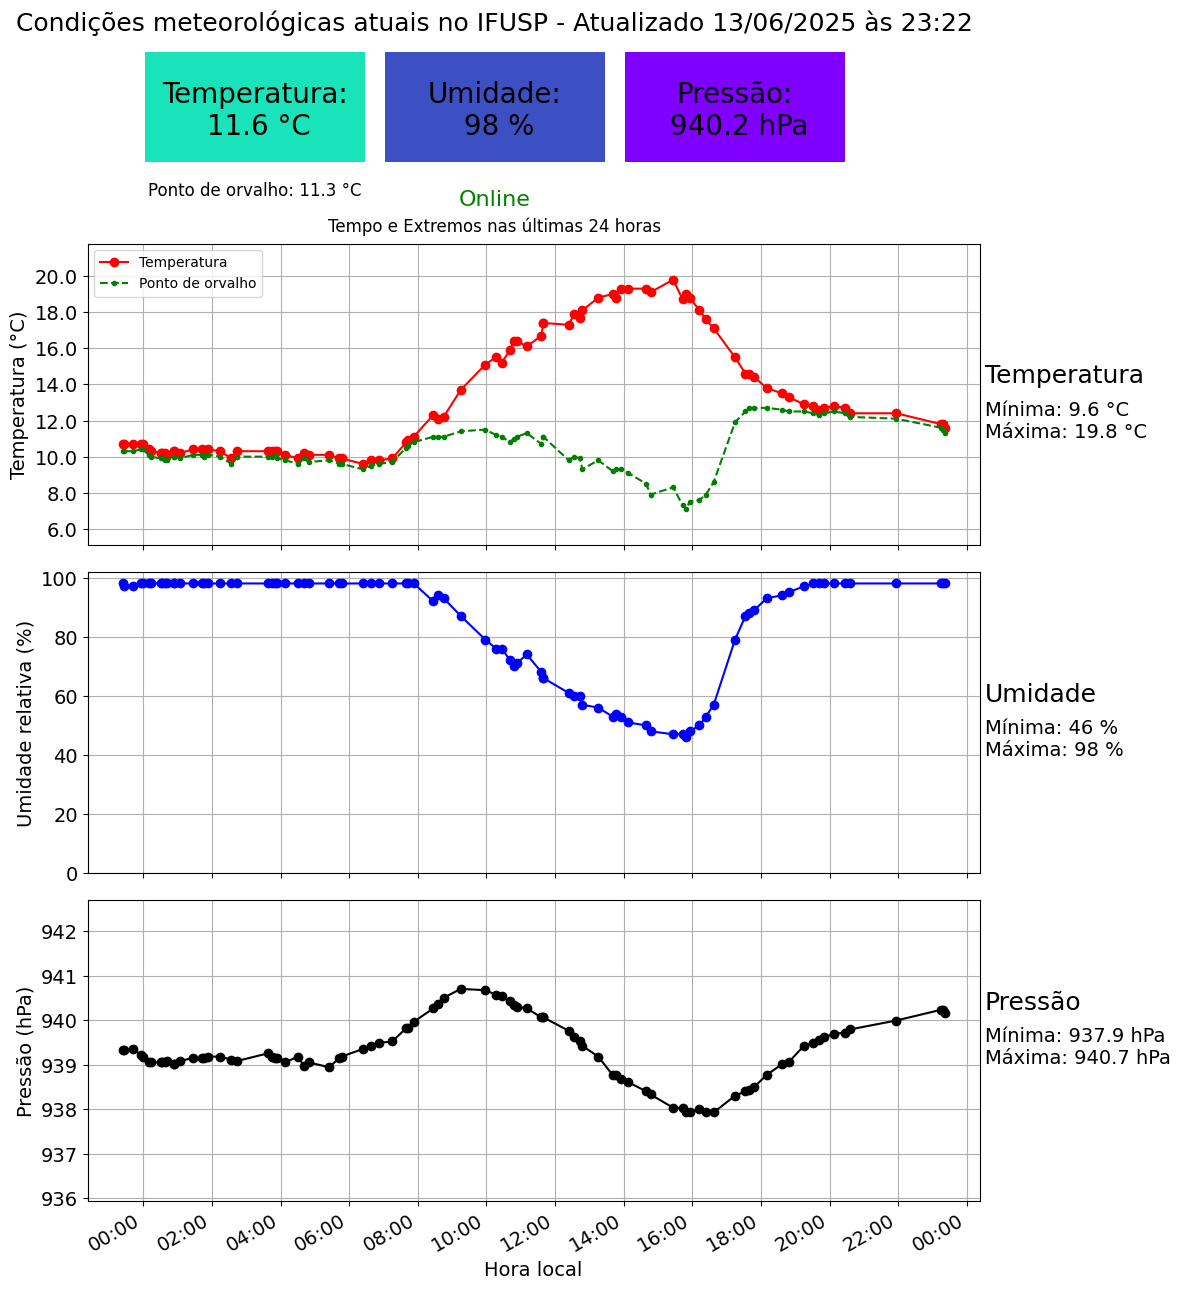 Condições meteorológicas atuais no IFUSP - Atualizado 13/06/2025 às 23:22
Temperatura:
11.6 °C
Umidade:
98 %
Pressão:
940.2 hPa
Ponto de orvalho: 11.3 °C
Online
Tempo e Extremos nas últimas 24 horas
Temperatura
Ponto de orvalho
Temperatura (°C)
20.0
18.0
16.0
14.0
12.0
10.0
8.0
6.0
Temperatura
Mínima: 9.6 °C
Máxima: 19.8 °C
Umidade relativa (%)
100
80
60
40
20
0
Umidade
Mínima: 46 %
Máxima: 98 %
Pressão (hPa)
942
941
940
939
938
937
936
Pressão
Mínima: 937.9 hPa
Máxima: 940.7 hPa
00:00 02:00 04:00 06:00 08:00 10:00 12:00 14:00 16:00 18:00 20:00 22:00 00:00
Hora local